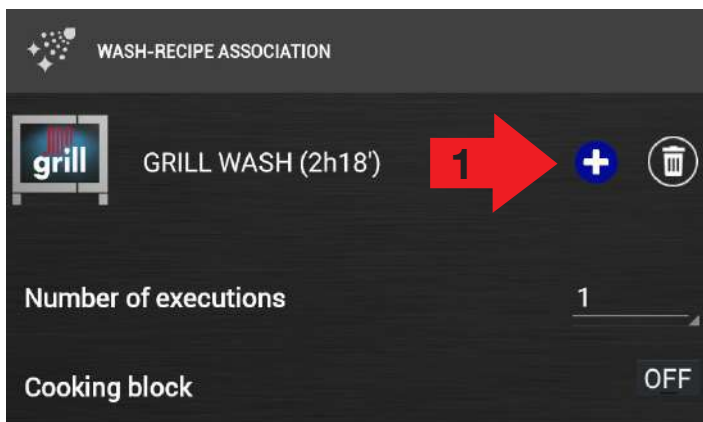 WASH-RECIPE ASSOCIATION
grill
GRILL WASH (2h18')
1
Number of executions
1
Cooking block
OFF